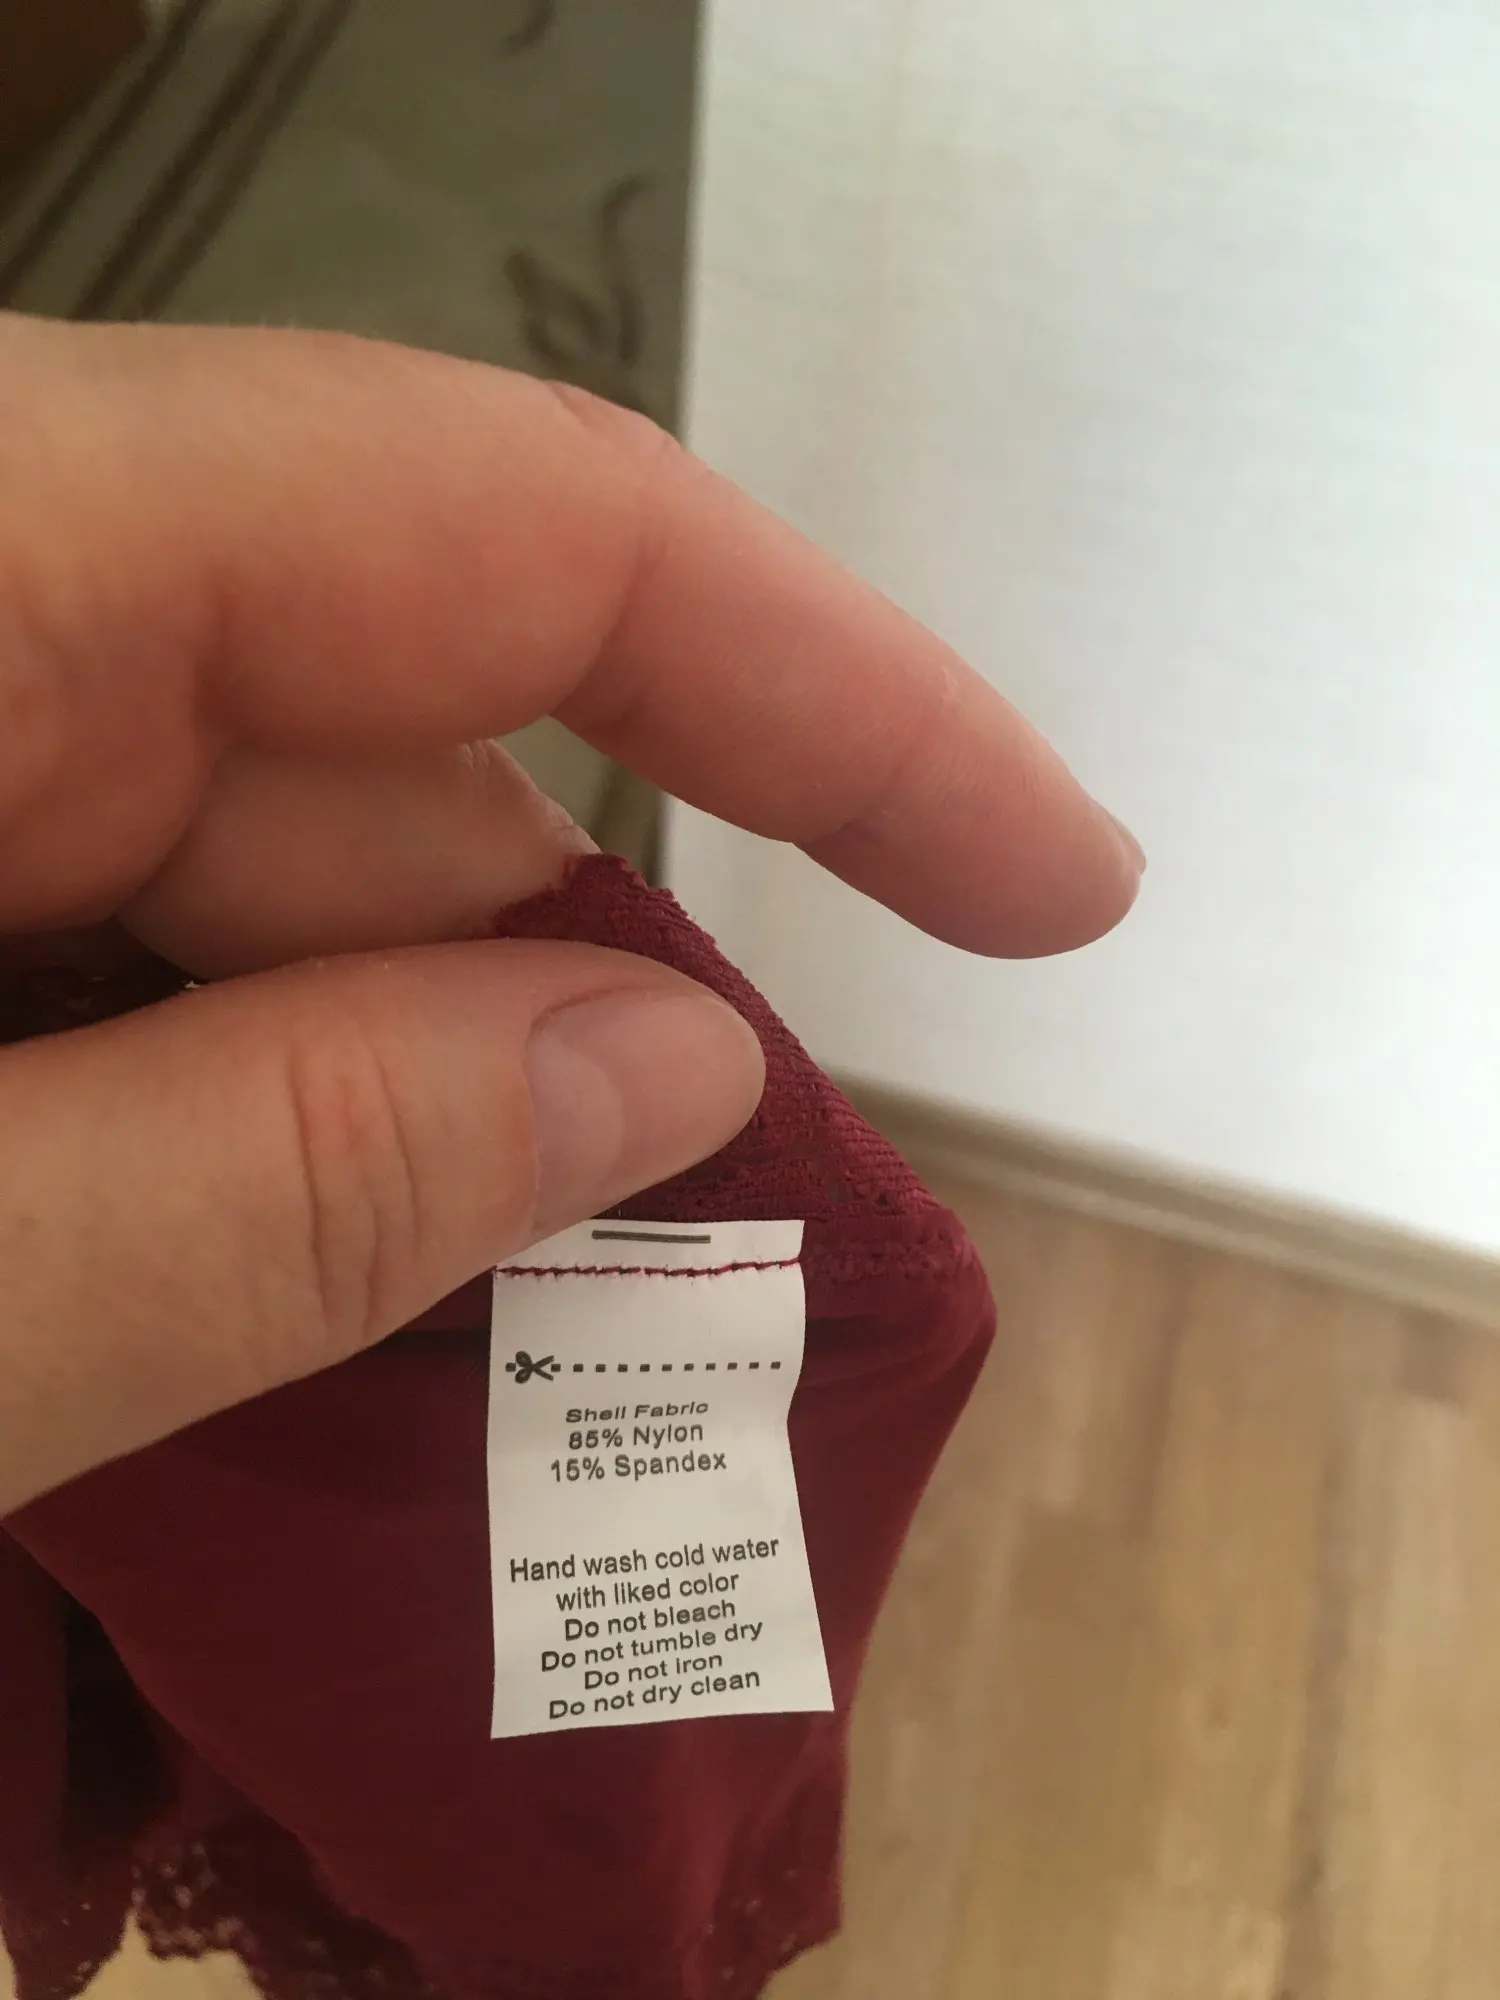 Shell Fabric
85% Nylon
15% Spandex
Hand wash cold water
with liked color
Do not bleach
Do not tumble dry
Do not iron
Do not dry clean